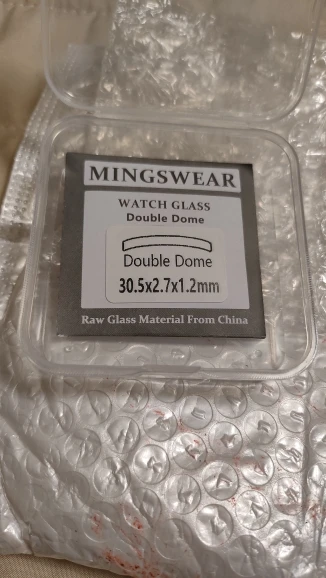 MINGSWEAR
WATCH GLASS
Double Dome
Double Dome
30.5x2.7x1.2mm
Raw Glass Material From China